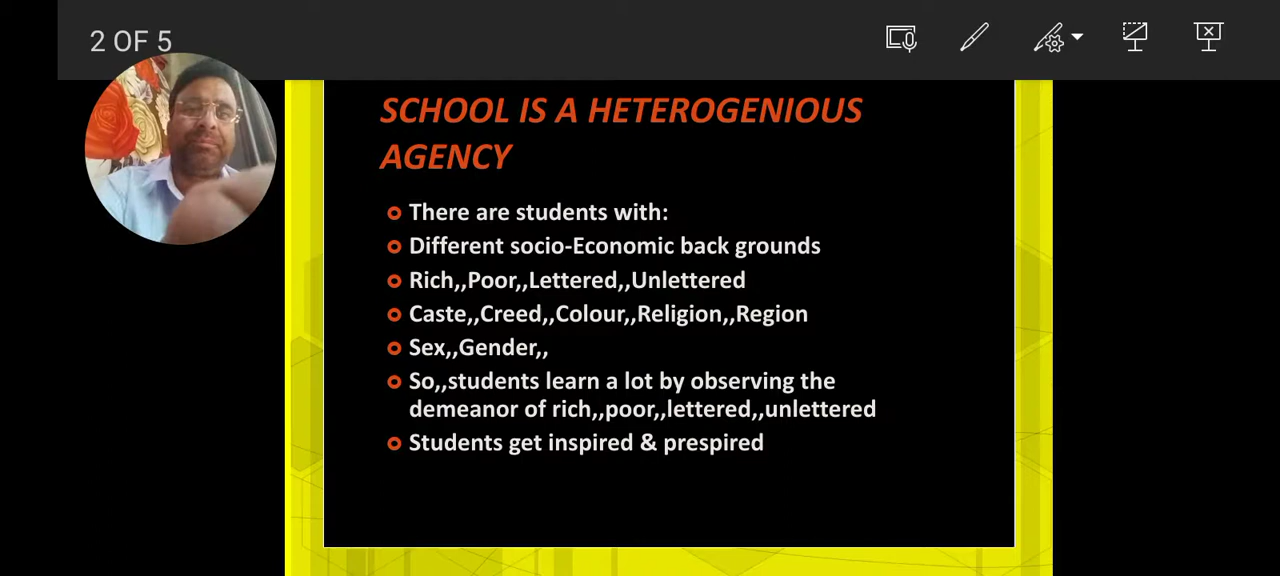 2 OF 5
SCHOOL IS A HETEROGENIOUS
AGENCY
There are students with:
Different socio-Economic back grounds
Rich,,Poor,,Lettered,,Unlettered
Caste,,Creed,,Colour,,Religion,,Region
Sex,,Gender,,
So,,students learn a lot by observing the
demeanor of rich,,poor,,lettered,,unlettered
Students get inspired & prespired